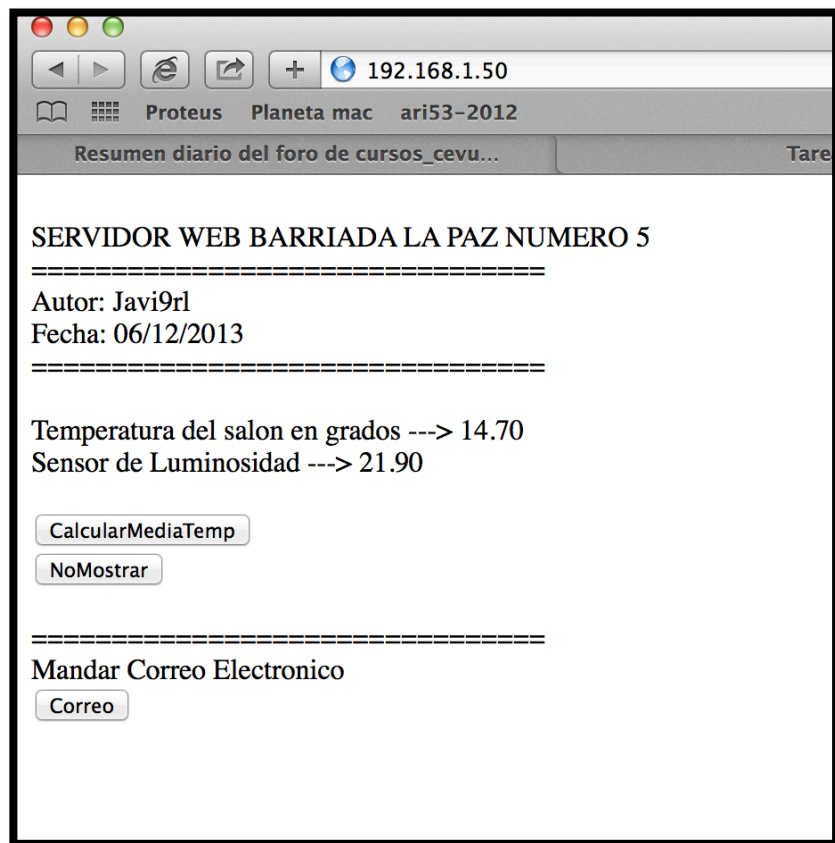 192.168.1.50
Proteus Planeta mac ari53-2012
Resumen diario del foro de cursos_cevu... Tare
SERVIDOR WEB BARRIADA LA PAZ NUMERO 5
================================
Autor: Javi9rl
Fecha: 06/12/2013
================================
Temperatura del salon en grados ---> 14.70
Sensor de Luminosidad ---> 21.90
CalcularMediaTemp
NoMostrar
================================
Mandar Correo Electronico
Correo